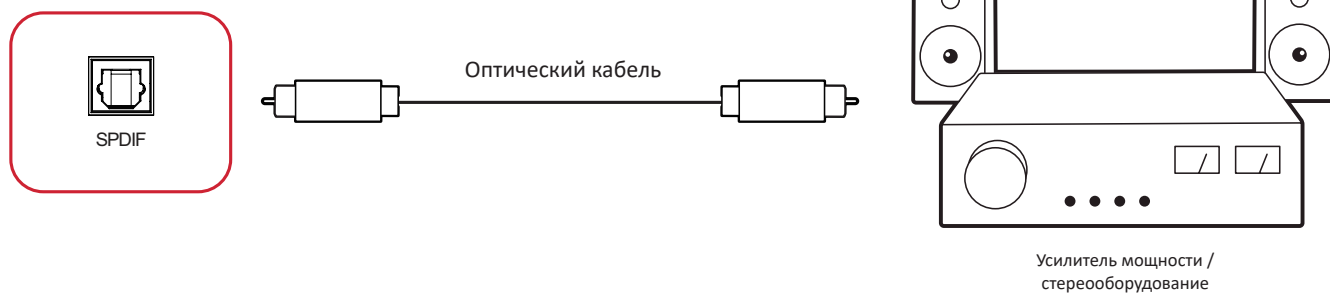 Оптический кабель
SPDIF
Усилитель мощности /
стереооборудование